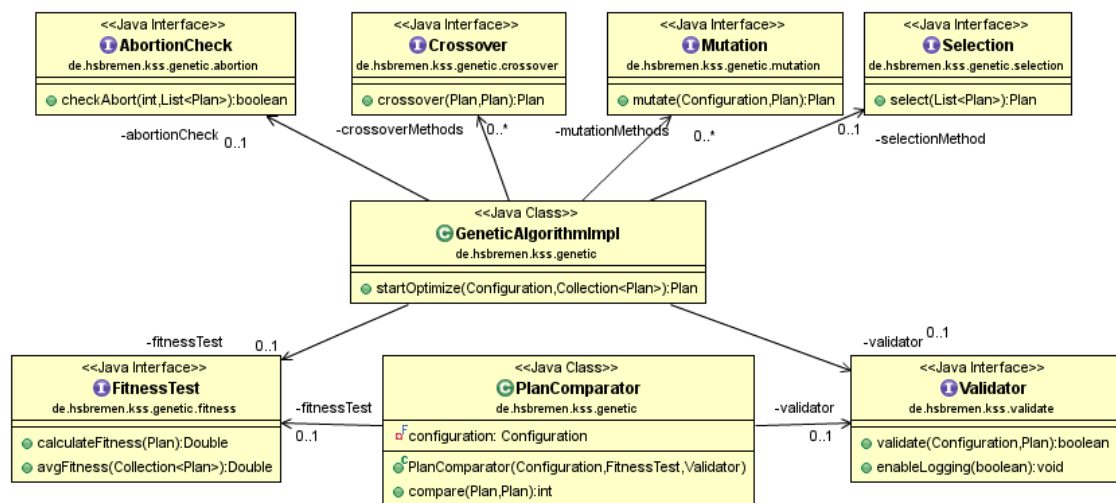 <<Java Interface>>
AbortionCheck
de.hsbremen.kss.genetic.abortion
checkAbort(int,List<Plan>):boolean
<<Java Interface>>
Crossover
de.hsbremen.kss.genetic.crossover
crossover(Plan,Plan):Plan
<<Java Interface>>
Mutation
de.hsbremen.kss.genetic.mutation
mutate(Configuration,Plan):Plan
<<Java Interface>>
Selection
de.hsbremen.kss.genetic.selection
select(List<Plan>):Plan
-abortionCheck
0..1
-crossoverMethods
0..*
-mutationMethods
0..*
0..1
-selectionMethod
<<Java Class>>
GeneticAlgorithmImpl
de.hsbremen.kss.genetic
startOptimize(Configuration,Collection<Plan>):Plan
-fitnessTest
0..1
0..1
-validator
<<Java Interface>>
FitnessTest
de.hsbremen.kss.genetic.fitness
calculateFitness(Plan):Double
avgFitness(Collection<Plan>):Double
-fitnessTest
0..1
<<Java Class>>
PlanComparator
de.hsbremen.kss.genetic
configuration: Configuration
PlanComparator(Configuration,FitnessTest,Validator)
compare(Plan,Plan):int
-validator
0..1
<<Java Interface>>
Validator
de.hsbremen.kss.validate
validate(Configuration,Plan):boolean
enableLogging(boolean):void